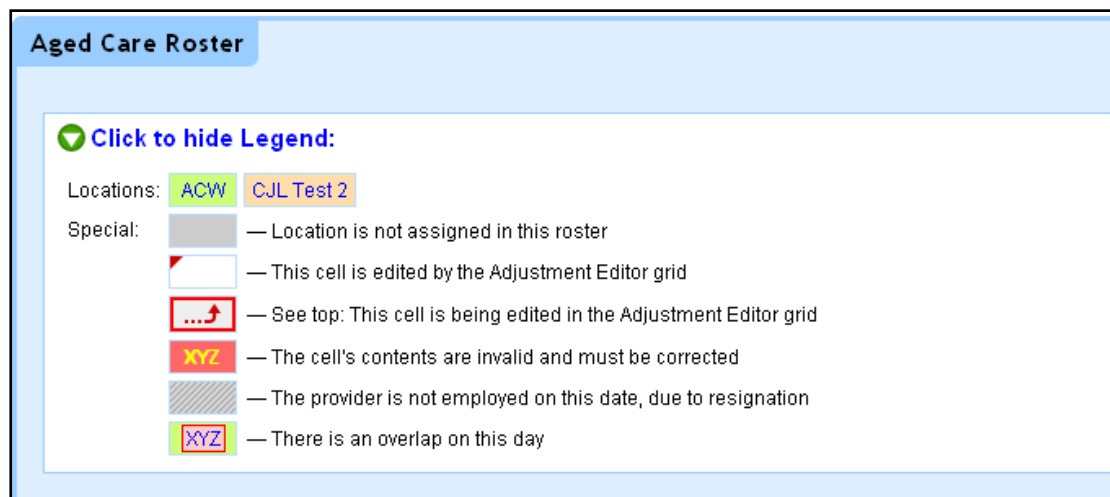 Aged Care Roster
Click to hide Legend:
Locations: ACW CJL Test 2
Special: — Location is not assigned in this roster
— This cell is edited by the Adjustment Editor grid
... — See top: This cell is being edited in the Adjustment Editor grid
XYZ — The cell's contents are invalid and must be corrected
— The provider is not employed on this date, due to resignation
XYZ — There is an overlap on this day